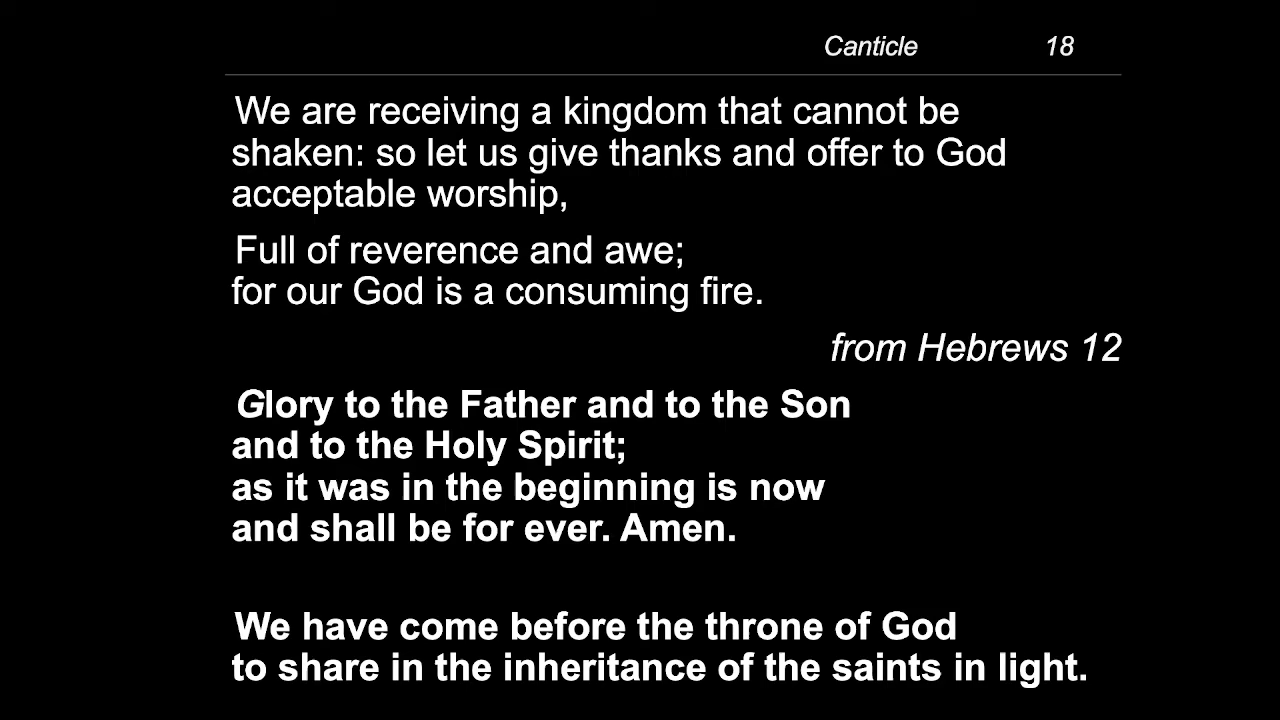 Canticle 18
We are receiving a kingdom that cannot be
shaken: so let us give thanks and offer to God
acceptable worship,
Full of reverence and awe;
for our God is a consuming fire.
from Hebrews 12
Glory to the Father and to the Son
and to the Holy Spirit;
as it was in the beginning is now
and shall be for ever. Amen.
We have come before the throne of God
to share in the inheritance of the saints in light.